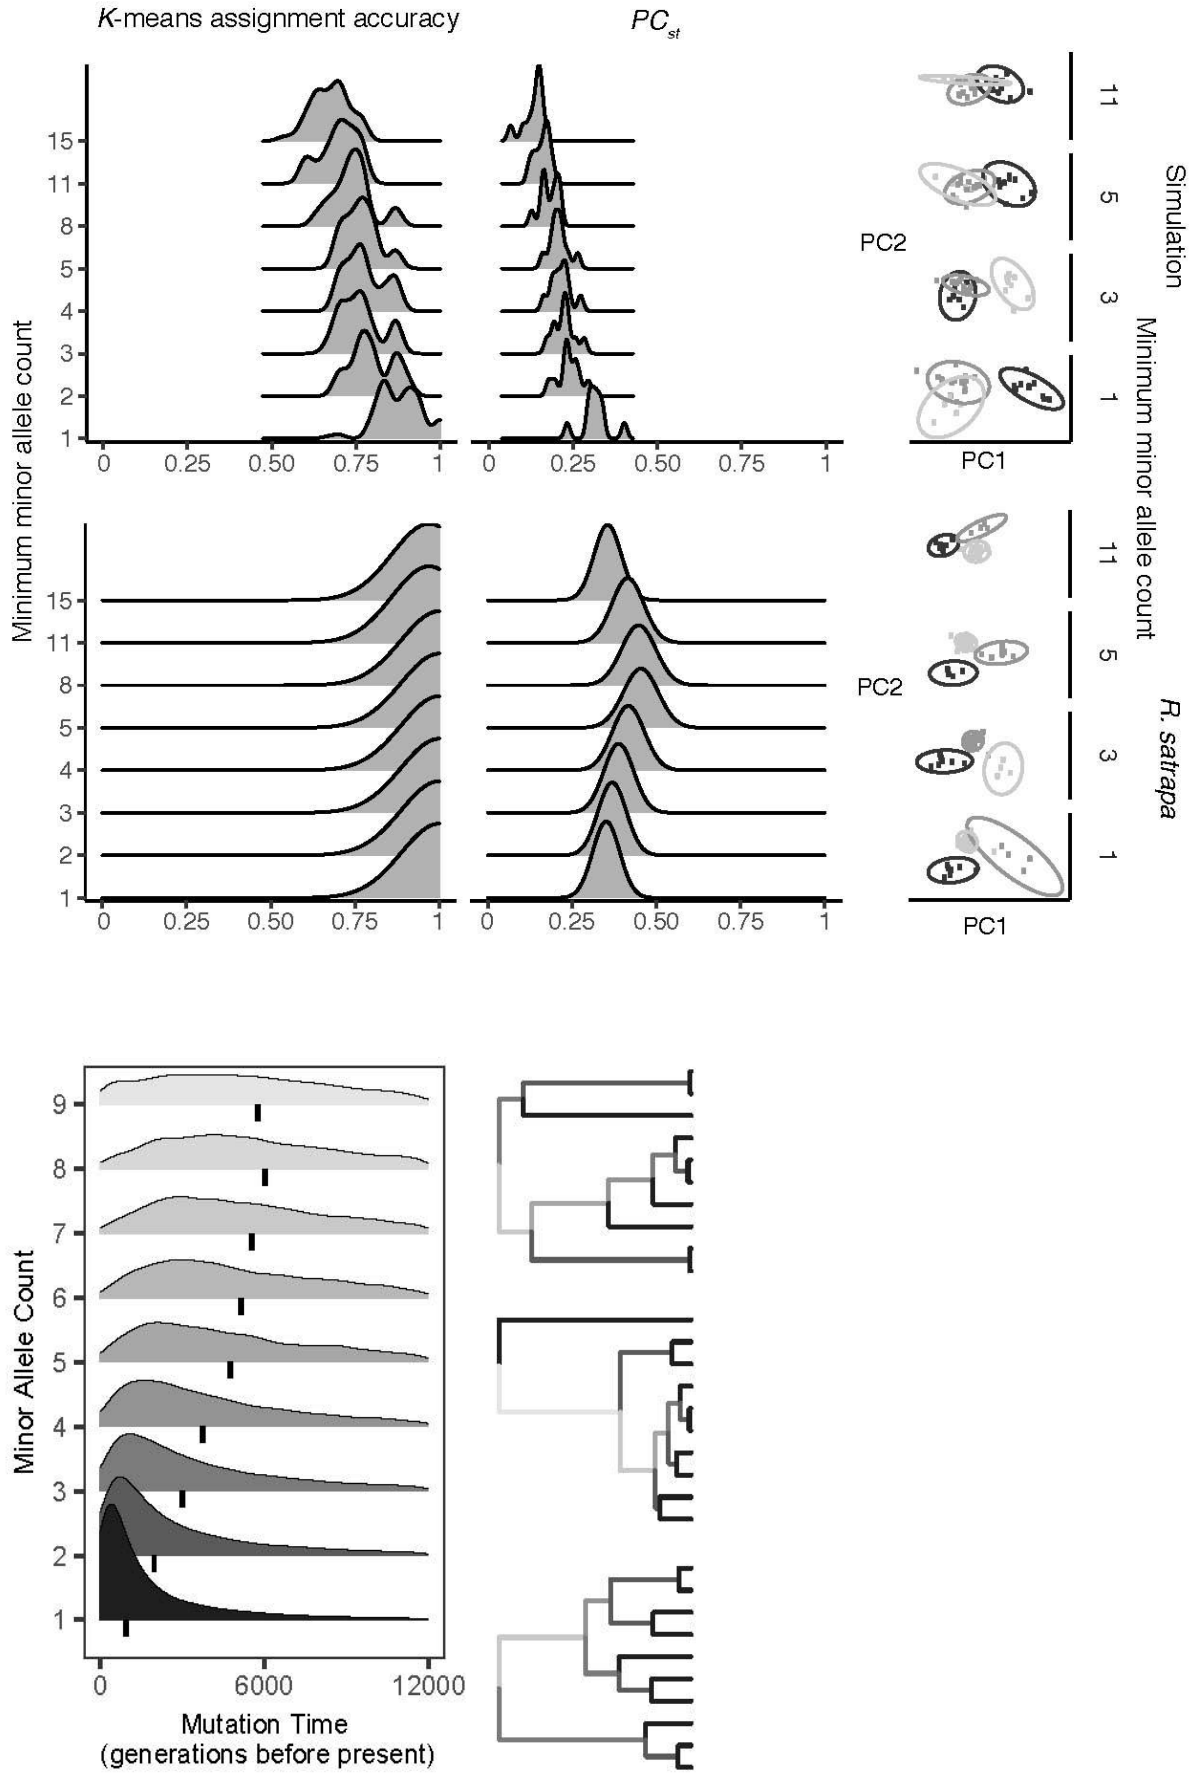 K-means assignment accuracy
PCst
Minimum minor allele count
15
11
8
5
4
3
2
1
0 0.25 0.50 0.75 1
0 0.25 0.50 0.75 1
PC2
PC1
11
5
3
1
Simulation
Minimum minor allele count
15
11
8
5
4
3
2
1
0 0.25 0.50 0.75 1
0 0.25 0.50 0.75 1
PC2
PC1
11
5
3
1
R. satrapa
Minor Allele Count
9
8
7
6
5
4
3
2
1
0 6000 12000
Mutation Time
(generations before present)